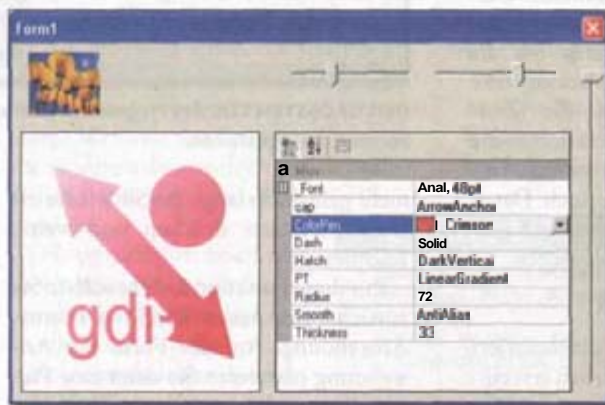 Form1
a
_Font Anal, 48pt
cap ArrowAnchor
ColorPen Crimson
Dash Solid
Hatch DarkVertical
PT LinearGradient
Radius 72
Smooth AntiAlias
Thickness 33
gdi